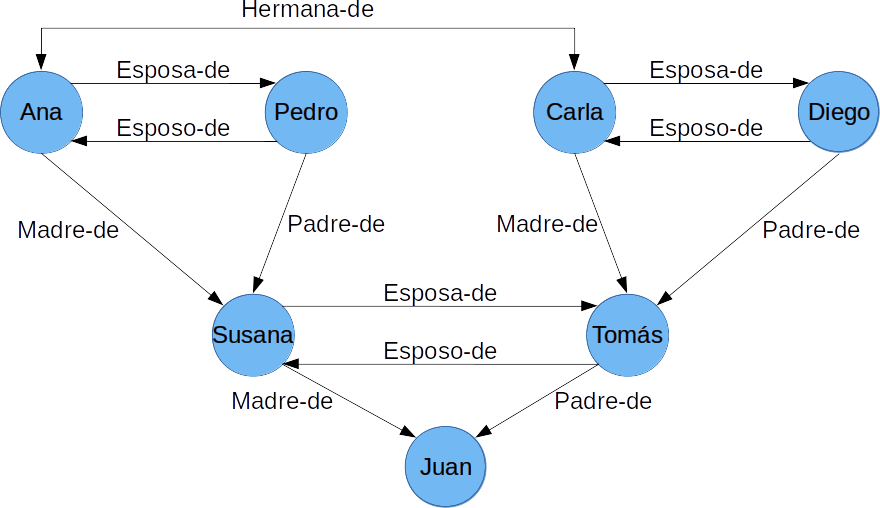 Hermana-de
Esposa-de
Esposa-de
Ana
Pedro
Carla
Diego
Esposo-de
Esposo-de
Madre-de
Padre-de
Madre-de
Padre-de
Esposa-de
Susana
Tomás
Esposo-de
Madre-de
Padre-de
Juan